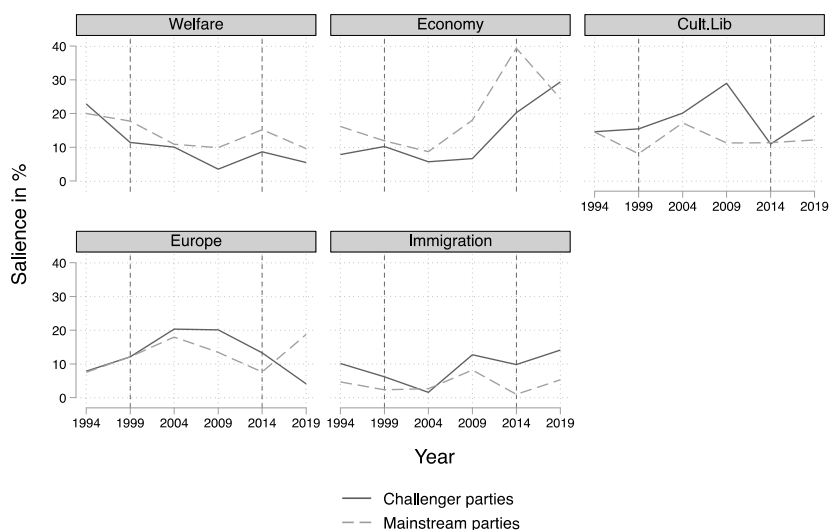 Welfare
Economy
Cult.Lib
40
30
20
10
0
1994 1999 2004 2009 2014 2019
Europe
Immigration
40
30
20
10
0
1994 1999 2004 2009 2014 2019
1994 1999 2004 2009 2014 2019
Salience in %
Year
Challenger parties
Mainstream parties